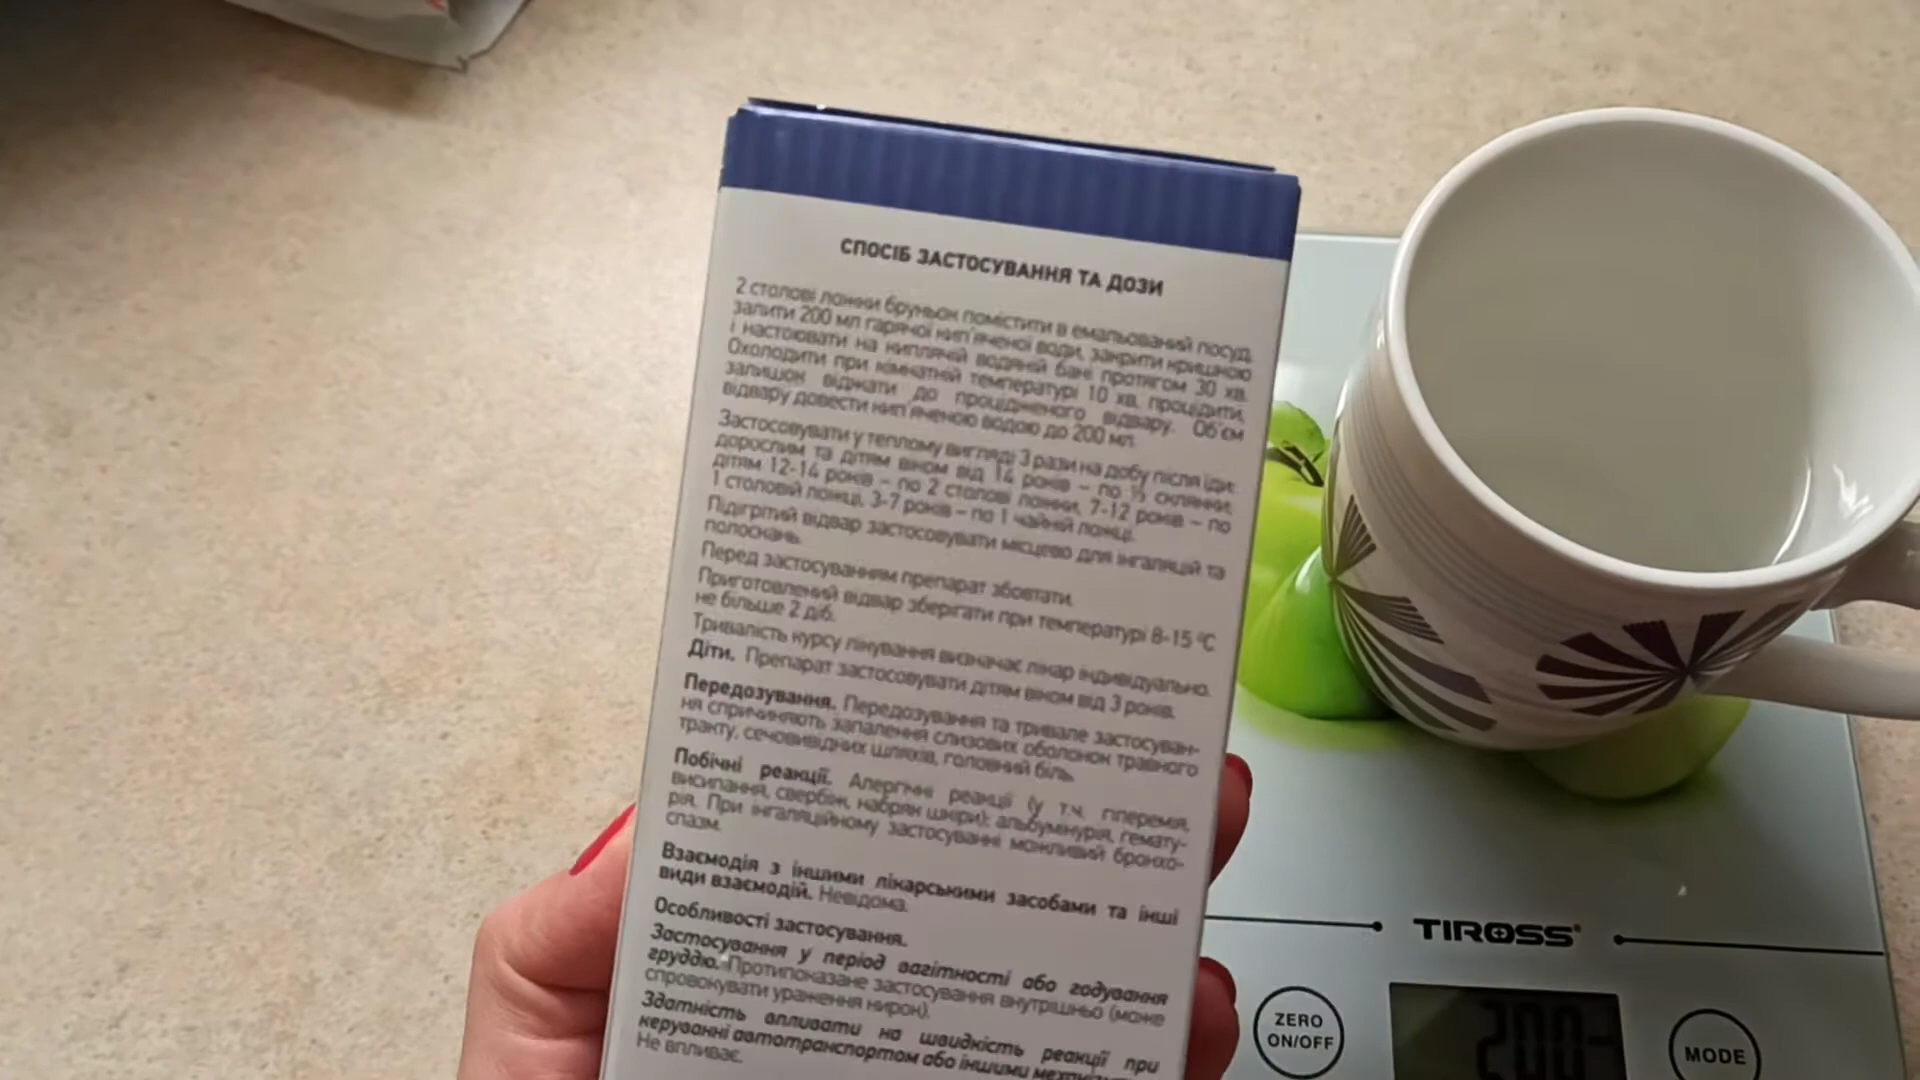 СПОСІБ ЗАСТОСУВАННЯ ТА ДОЗИ
2 столові ложки бруньок помістити в емальований посуд,
залити 200 мл гарячої кип'яченої води, закрити кришкою
і настоювати на киплячій водяній бані протягом 30 хв.
Охолодити при кімнатній температурі 10 хв, процідити,
залишок віджати до проціженого відвару. Об'єм
відвару довести кип'яченою водою до 200 мл.
Застосовувати у теплому вигляді 3 рази на добу після їди:
дорослим та дітям віком від 14 років – по ⅓ склянки,
дітям 12-14 років – по 2 столові ложки, 7-12 років – по
1 столовій ложці, 3-7 років – по 1 чайній ложці.
Підігрітий відвар застосовувати місцево для інгаляцій та
полоскань.
Перед застосуванням препарат збовтати.
Приготовлений відвар зберігати при температурі 8-15 °C
не більше 2 діб.
Тривалість курсу лікування визначає лікар індивідуально.
Діти. Препарат застосовувати дітям віком від 3 років.
Передозування. Передозування та тривале застосуван-
ня спричиняють запалення слизових оболонок травного
тракту, сечовивідних шляхів, головний біль.
Побічні реакції. Алергічні реакції (у т.ч. гіперемія,
висипання, свербіж, набряк шкіри); альбумінурія, гемату-
рія. При інгаляційному застосуванні можливий бронхо-
спазм.
Взаємодія з іншими лікарськими засобами та інші
види взаємодій. Невідома.
Особливості застосування.
Застосування у період вагітності або годування
груддю. Протипоказане застосування внутрішньо (може
спровокувати ураження нирок).
Здатність впливати на швидкість реакції при
керуванні автотранспортом або іншими
Не впливає.
TIROSS®
ZERO
ON/OFF
200
MODE